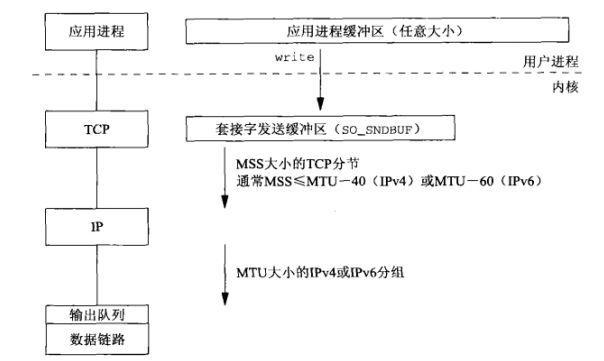 应用进程
应用进程缓冲区（任意大小）
write
用户进程
内核
TCP
套接字发送缓冲区（SO_SNDBUF）
MSS大小的TCP分节
通常MSS≤MTU－40（IPv4）或MTU－60（IPv6）
IP
MTU大小的IPv4或IPv6分组
输出队列
数据链路